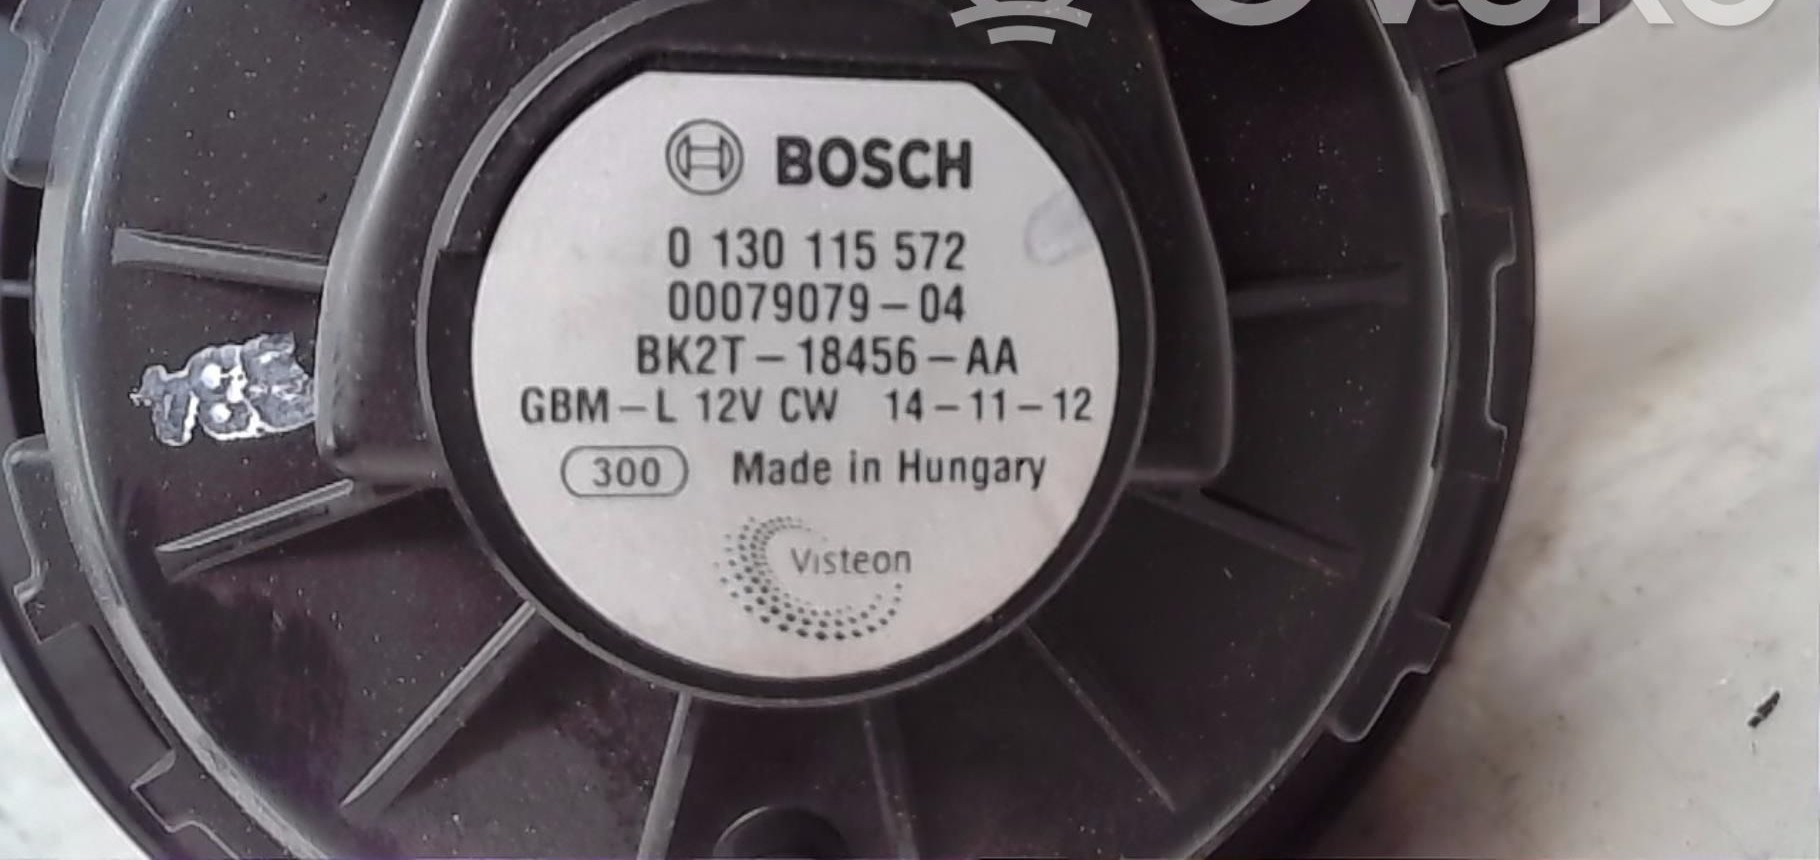 BOSCH
0 130 115 572
00079079-04
BK2T-18456-AA
GBM-L 12V CW 14-11-12
300 Made in Hungary
Visteon